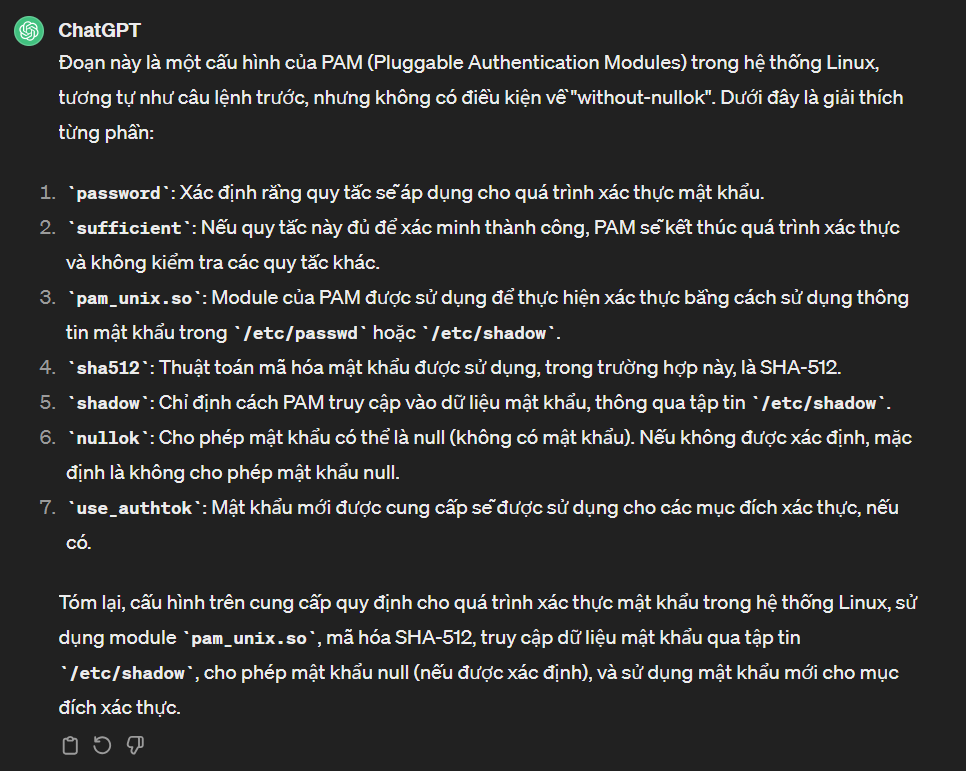 ChatGPT
Đoạn này là một cấu hình của PAM (Pluggable Authentication Modules) trong hệ thống Linux,
tương tự như câu lệnh trước, nhưng không có điều kiện về "without-nullok". Dưới đây là giải thích
từng phần:
1. `password`: Xác định rằng quy tắc sẽ áp dụng cho quá trình xác thực mật khẩu.
2. `sufficient`: Nếu quy tắc này đủ để xác minh thành công, PAM sẽ kết thúc quá trình xác thực
và không kiểm tra các quy tắc khác.
3. `pam_unix.so`: Module của PAM được sử dụng để thực hiện xác thực bằng cách sử dụng thông
tin mật khẩu trong `/etc/passwd` hoặc `/etc/shadow`.
4. `sha512`: Thuật toán mã hóa mật khẩu được sử dụng, trong trường hợp này, là SHA-512.
5. `shadow`: Chỉ định cách PAM truy cập vào dữ liệu mật khẩu, thông qua tập tin `/etc/shadow`.
6. `nullok`: Cho phép mật khẩu có thể là null (không có mật khẩu). Nếu không được xác định, mặc
định là không cho phép mật khẩu null.
7. `use_authtok`: Mật khẩu mới được cung cấp sẽ được sử dụng cho các mục đích xác thực, nếu
có.
Tóm lại, cấu hình trên cung cấp quy định cho quá trình xác thực mật khẩu trong hệ thống Linux, sử
dụng module `pam_unix.so`, mã hóa SHA-512, truy cập dữ liệu mật khẩu qua tập tin
`/etc/shadow`, cho phép mật khẩu null (nếu được xác định), và sử dụng mật khẩu mới cho mục
đích xác thực.